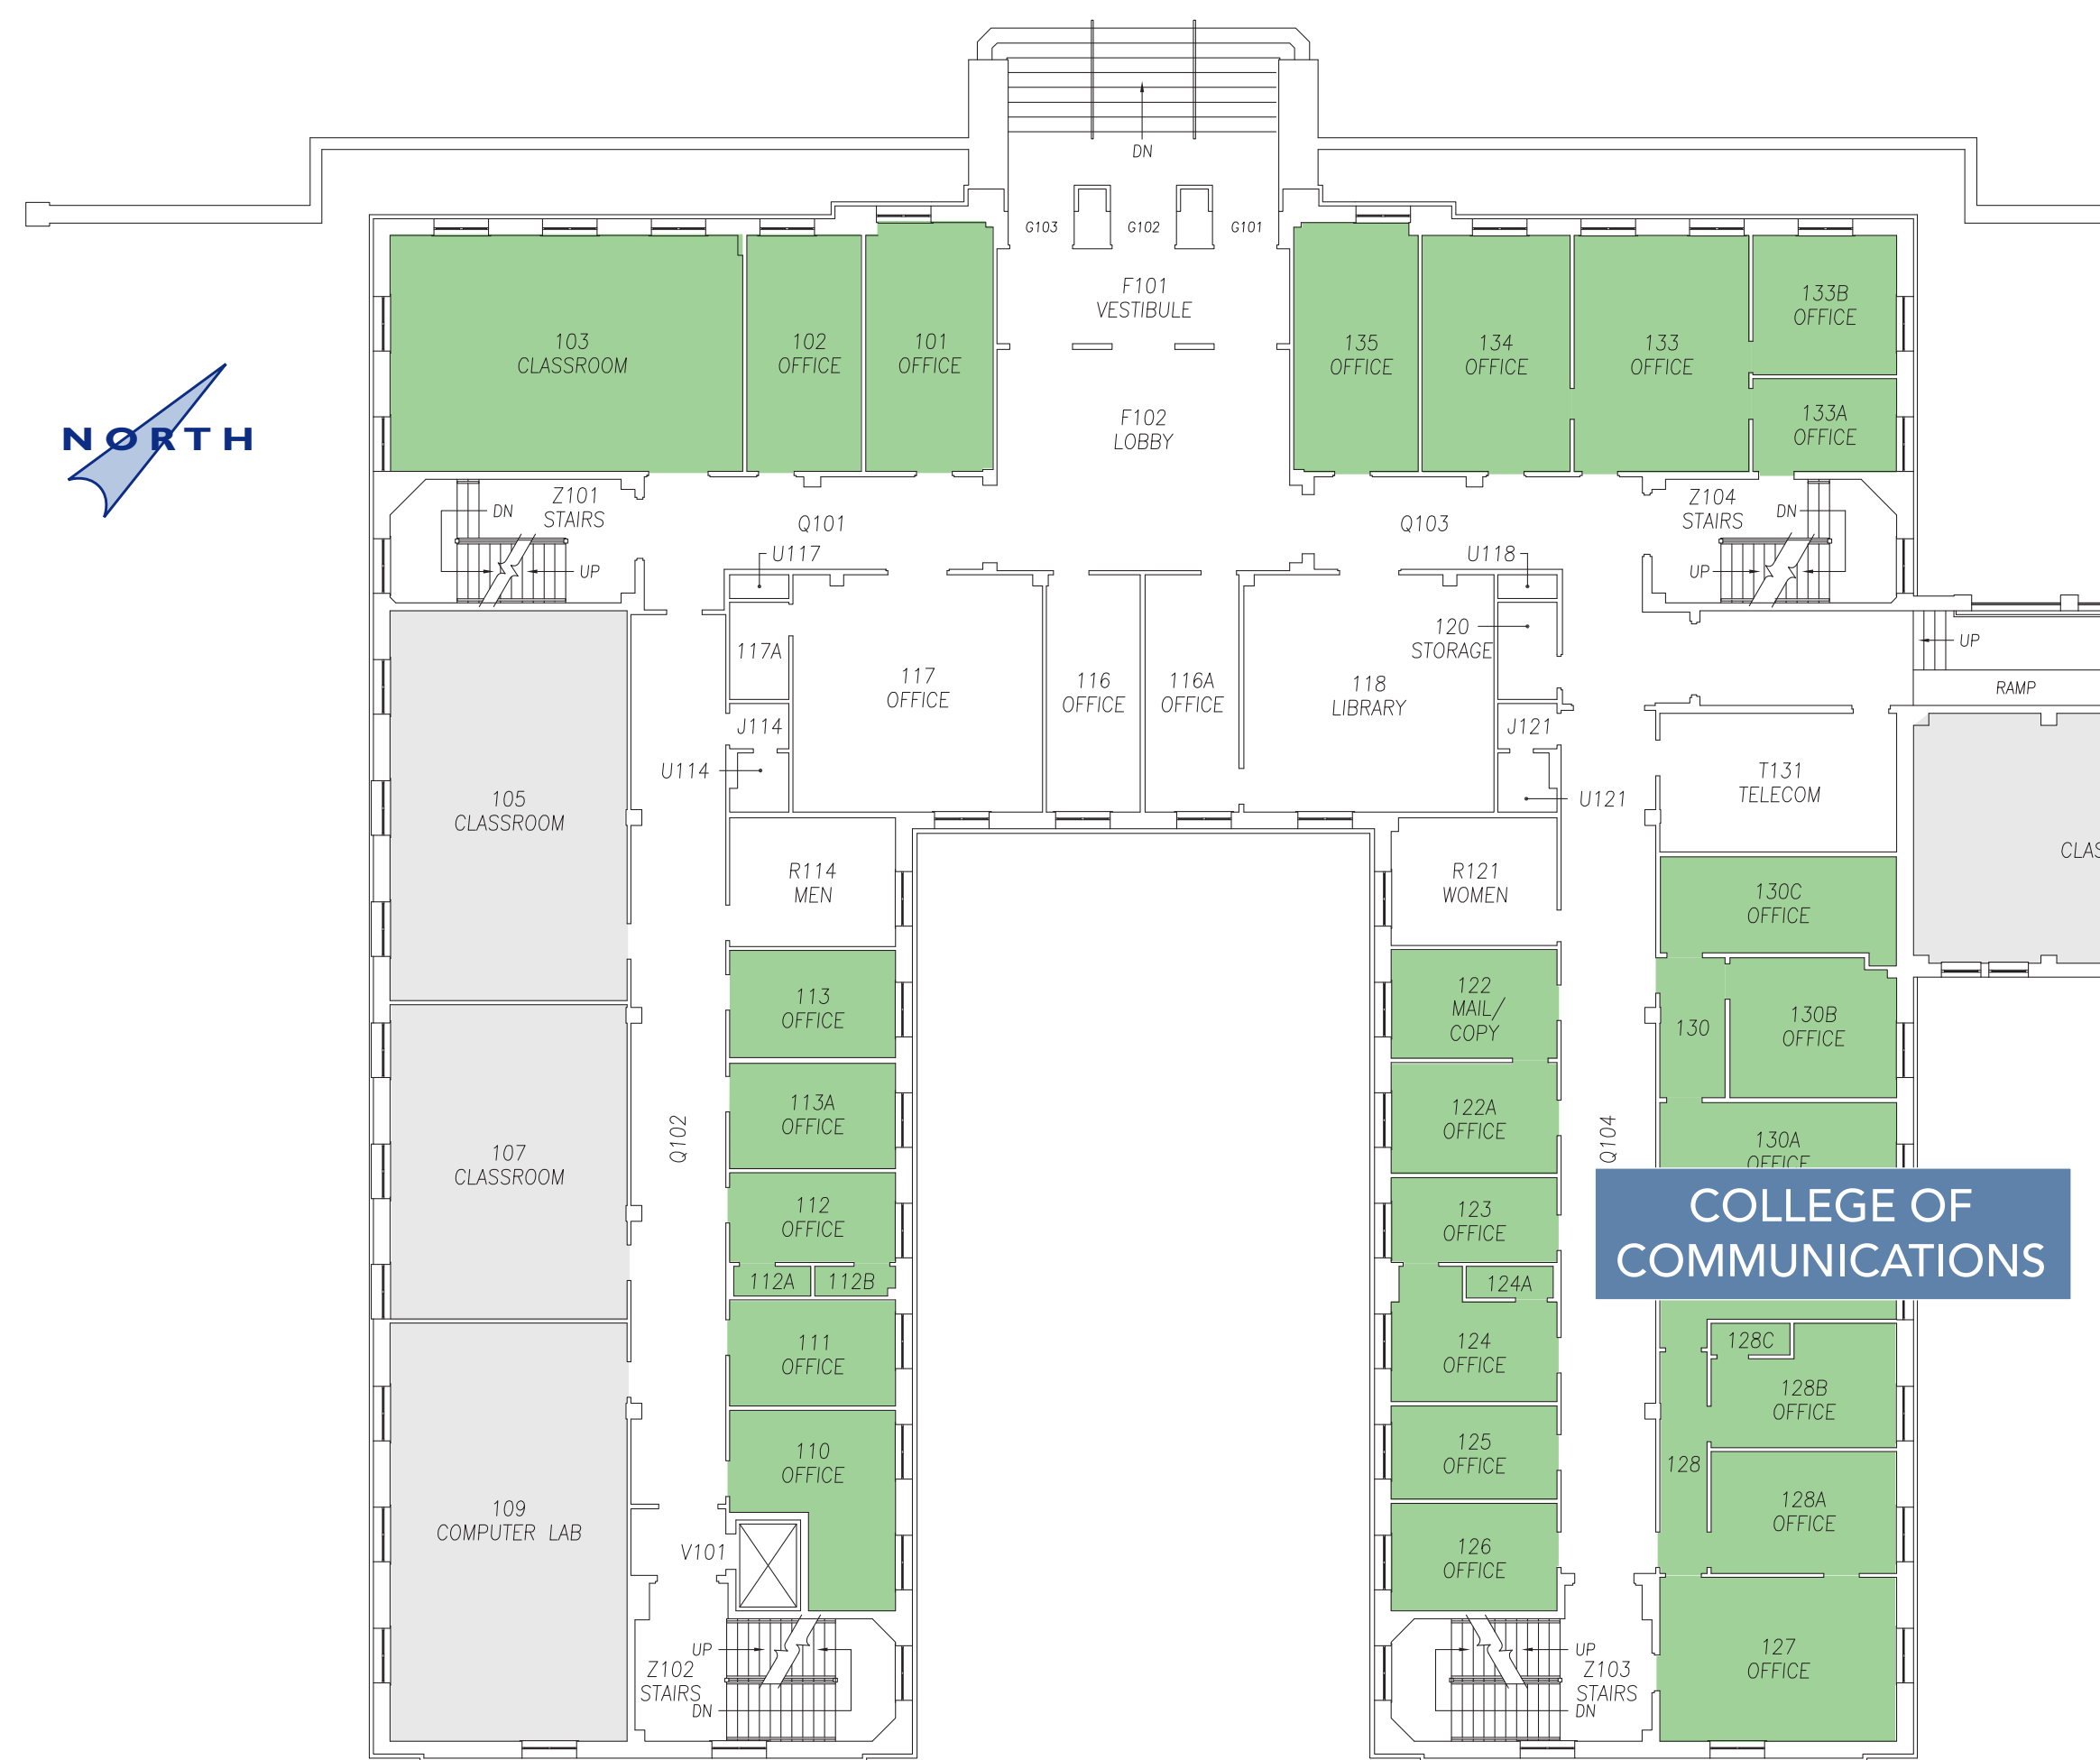 DN
G103
G102
G101
F101
VESTIBULE
103
CLASSROOM
102
OFFICE
101
OFFICE
135
OFFICE
134
OFFICE
133
OFFICE
133B
OFFICE
133A
OFFICE
NORTH
F102
LOBBY
Z101
STAIRS
DN
UP
Q101
U117
Q103
U118
Z104
STAIRS
DN
UP
UP
RAMP
117A
117
OFFICE
116
OFFICE
116A
OFFICE
118
LIBRARY
120
STORAGE
J114
U114
J121
U121
T131
TELECOM
105
CLASSROOM
R114
MEN
R121
WOMEN
130C
OFFICE
113
OFFICE
122
MAIL/
COPY
130
130B
OFFICE
113A
OFFICE
122A
OFFICE
130A
OFFICE
107
CLASSROOM
Q102
Q104
112
OFFICE
123
OFFICE
COLLEGE OF
COMMUNICATIONS
112A
112B
124A
111
OFFICE
124
OFFICE
128C
128B
OFFICE
110
OFFICE
125
OFFICE
128
128A
OFFICE
109
COMPUTER LAB
V101
126
OFFICE
UP
Z102
STAIRS
DN
UP
Z103
STAIRS
DN
127
OFFICE